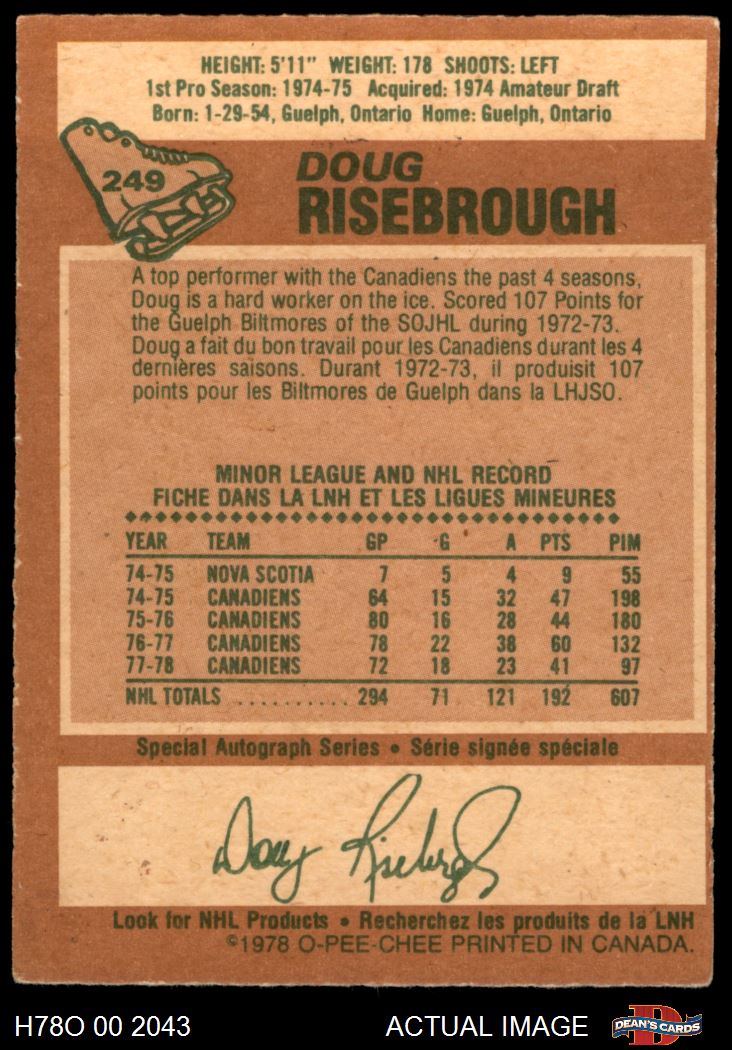 HEIGHT: 5'11" WEIGHT: 178 SHOOTS: LEFT
1st Pro Season: 1974-75 Acquired: 1974 Amateur Draft
Born: 1-29-54, Guelph, Ontario Home: Guelph, Ontario
249
DOUG
RISEBROUGH
A top performer with the Canadiens the past 4 seasons,
Doug is a hard worker on the ice. Scored 107 Points for
the Guelph Biltmores of the SOJHL during 1972-73.
Doug a fait du bon travail pour les Canadiens durant les 4
dernières saisons. Durant 1972-73, il produisit 107
points pour les Biltmores de Guelph dans la LHJSO.
MINOR LEAGUE AND NHL RECORD
FICHE DANS LA LNH ET LES LIGUES MINEURES
YEAR TEAM GP G A PTS PIM
74-75 NOVA SCOTIA 7 5 4 9 55
74-75 CANADIENS 64 15 32 47 198
75-76 CANADIENS 80 16 28 44 180
76-77 CANADIENS 78 22 38 60 132
77-78 CANADIENS 72 18 23 41 97
NHL TOTALS .......... 294 71 121 192 607
Special Autograph Series • Série signée spéciale
Doug Risebrough
Look for NHL Products • Recherchez les produits de la LNH
©1978 O-PEE-CHEE PRINTED IN CANADA.
H78O 00 2043 ACTUAL IMAGE D DEAN'S CARDS